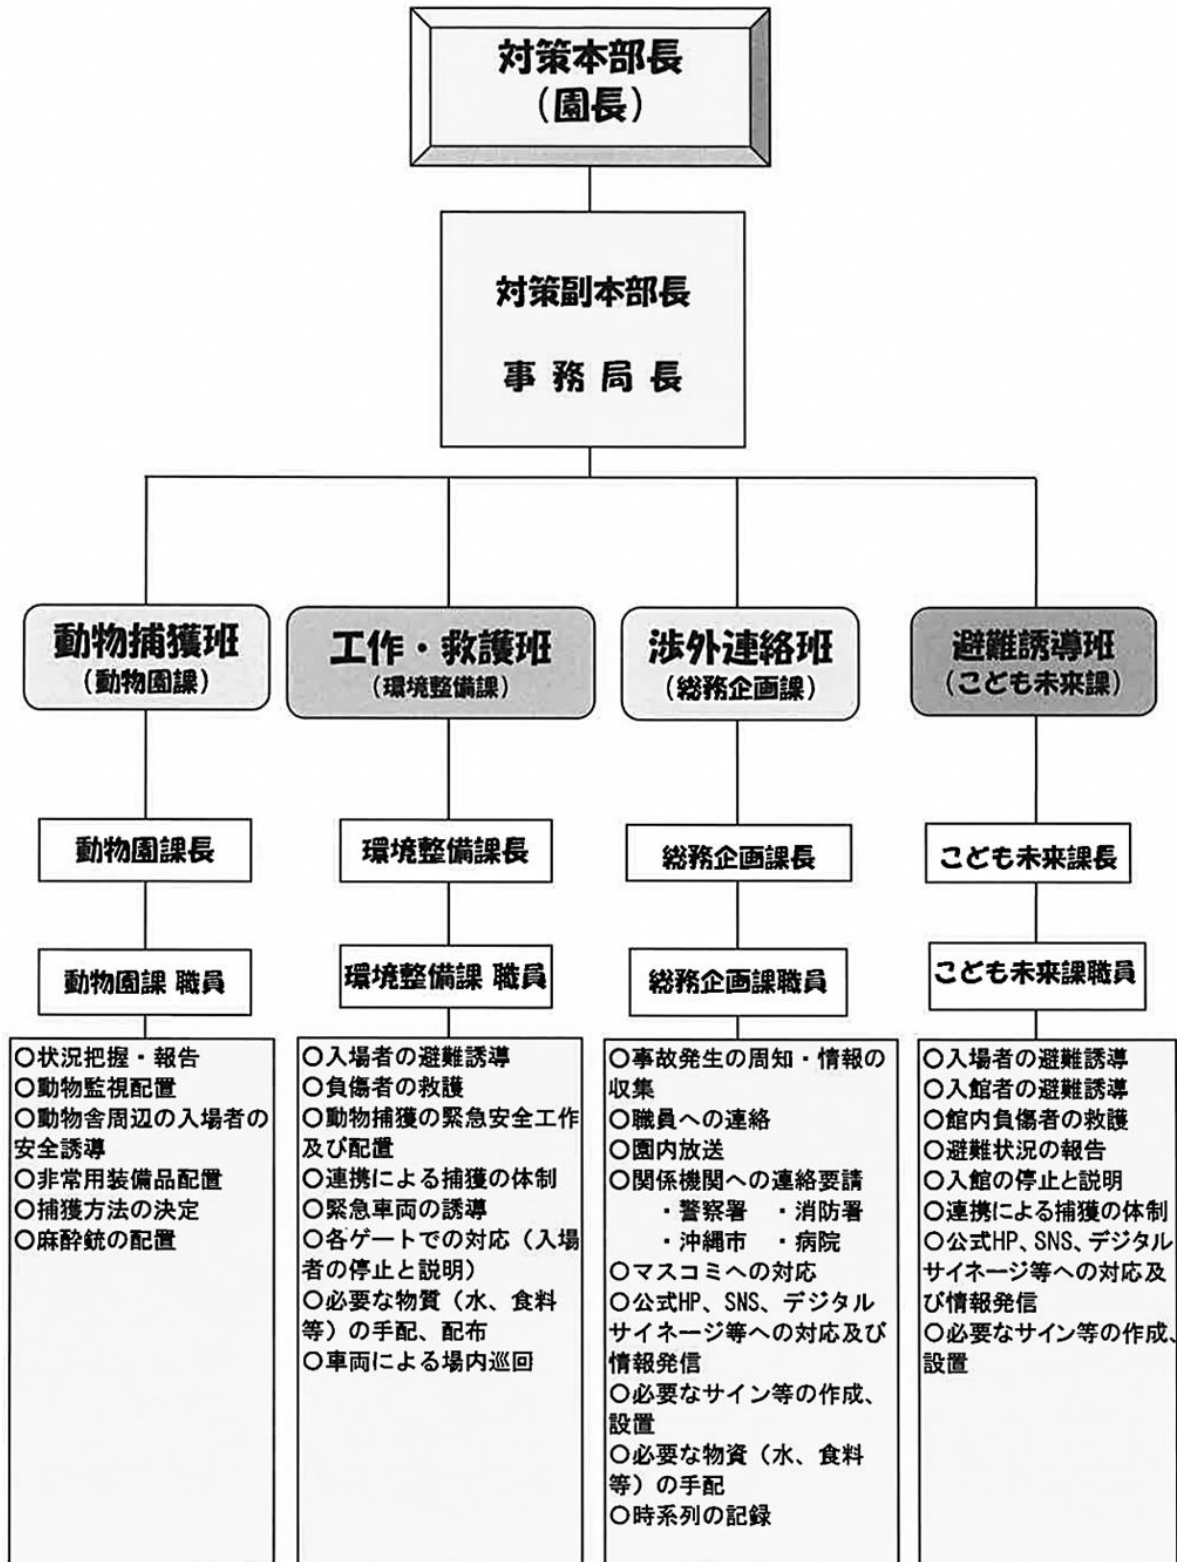 対策本部長
(園長)
対策副本部長
事 務 局 長
動物捕獲班
(動物園課)
工作・救護班
(環境整備課)
渉外連絡班
(総務企画課)
避難誘導班
(こども未来課)
動物園課長
環境整備課長
総務企画課長
こども未来課長
動物園課 職員
環境整備課 職員
総務企画課職員
こども未来課職員
○状況把握・報告
○動物監視配置
○動物舎周辺の入場者の
安全誘導
○非常用装備品配置
○捕獲方法の決定
○麻酔銃の配置
○入場者の避難誘導
○負傷者の救護
○動物捕獲の緊急安全工作
及び配置
○連携による捕獲の体制
○緊急車両の誘導
○各ゲートでの対応（入場
者の停止と説明）
○必要な物質（水、食料
等）の手配、配布
○車両による場内巡回
○事故発生の周知・情報の
収集
○職員への連絡
○園内放送
○関係機関への連絡要請
・警察署 ・消防署
・沖縄市 ・病院
○マスコミへの対応
○公式HP、SNS、デジタル
サイネージ等への対応及び
情報発信
○必要なサイン等の作成、
設置
○必要な物資（水、食料
等）の手配
○時系列の記録
○入場者の避難誘導
○入館者の避難誘導
○館内負傷者の救護
○避難状況の報告
○入館の停止と説明
○連携による捕獲の体制
○公式HP、SNS、デジタル
サイネージ等への対応及
び情報発信
○必要なサイン等の作成、
設置